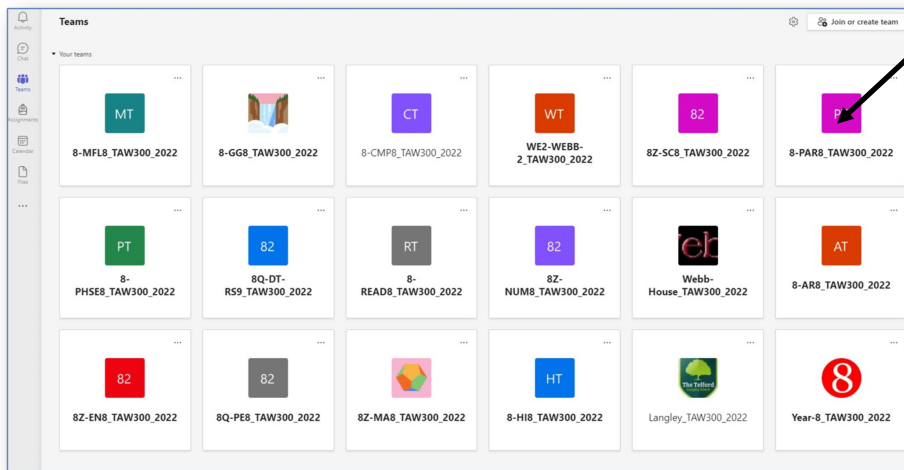 Activity
Chat
Teams
Assignments
Calendar
Files
Teams
Join or create team
Your teams
MT
8-MFL8_TAW300_2022
8-GG8_TAW300_2022
CT
8-CMP8_TAW300_2022
WT
WE2-WEBB-
2_TAW300_2022
82
8Z-SC8_TAW300_2022
8-PAR8_TAW300_2022
PT
8-
PHSE8_TAW300_2022
82
8Q-DT-
RS9_TAW300_2022
RT
8-
READ8_TAW300_2022
82
8Z-
NUM8_TAW300_2022
eb
Webb-
House_TAW300_2022
AT
8-AR8_TAW300_2022
82
8Z-EN8_TAW300_2022
82
8Q-PE8_TAW300_2022
8Z-MA8_TAW300_2022
HT
8-HI8_TAW300_2022
The Telford
Langley_TAW300_2022
8
Year-8_TAW300_2022